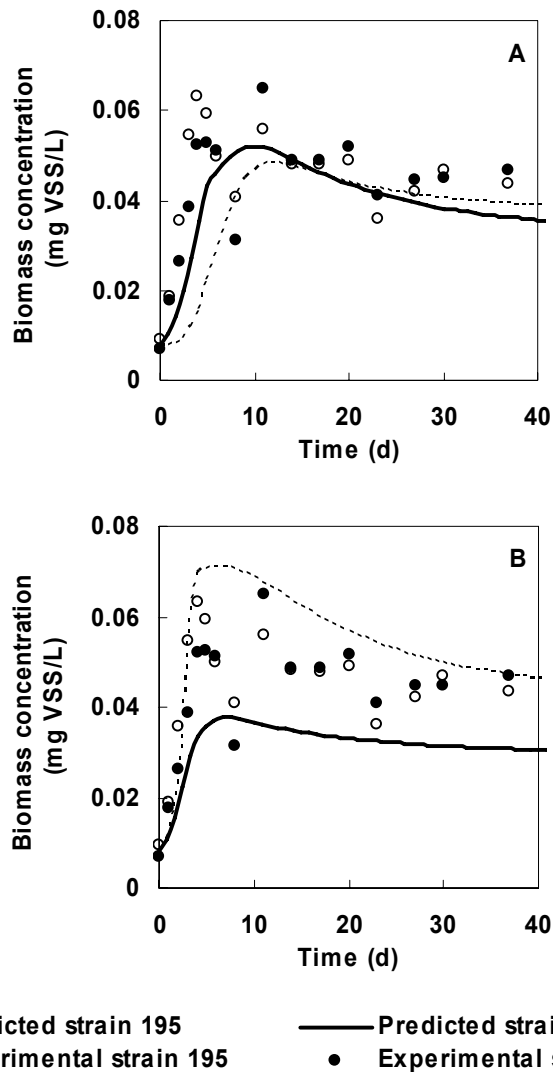 0.08
A
0.06
0.04
0.02
0
0 10 20 30 40
Time (d)
Biomass concentration
(mg VSS/L)
0.08
B
0.06
0.04
0.02
0
0 10 20 30 40
Time (d)
Biomass concentration
(mg VSS/L)
icted strain 195 Predicted strai
rimental strain 195 Experimental s